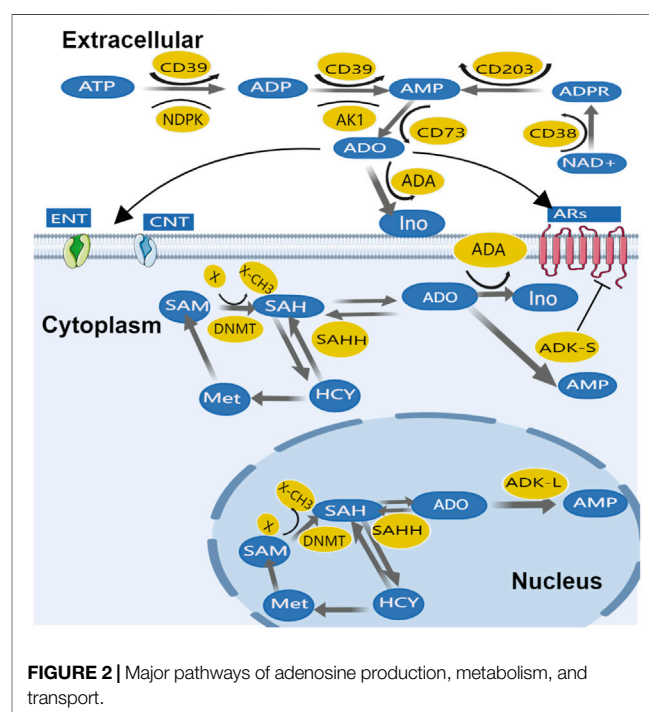 Extracellular
CD39
CD39
CD203
ATP
ADP
AMP
ADPR
NDPK
AK1
CD73
CD38
ADO
NAD+
ADA
ENT
CNT
Ino
ARs
ADA
X
X-CH3
SAM
SAH
ADO
Ino
Cytoplasm
DNMT
SAHH
ADK-S
Met
HCY
AMP
ADK-L
X-CH3
SAH
ADO
AMP
X
DNMT
SAHH
SAM
Nucleus
Met
HCY
FIGURE 2 | Major pathways of adenosine production, metabolism, and
transport.